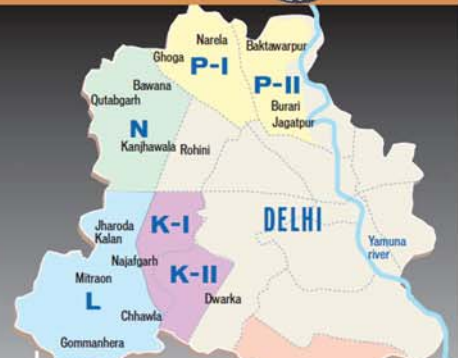 Narela
Baktawarpur
Ghoga
P-I
P-II
Bawana
Qutabgarh
Burari
Jagatpur
N
Kanjhawala
Rohini
Jharoda
Kalan
K-I
DELHI
Yamuna
river
Najafgarh
K-II
Mitraon
L
Dwarka
Chhawla
Gommanhera